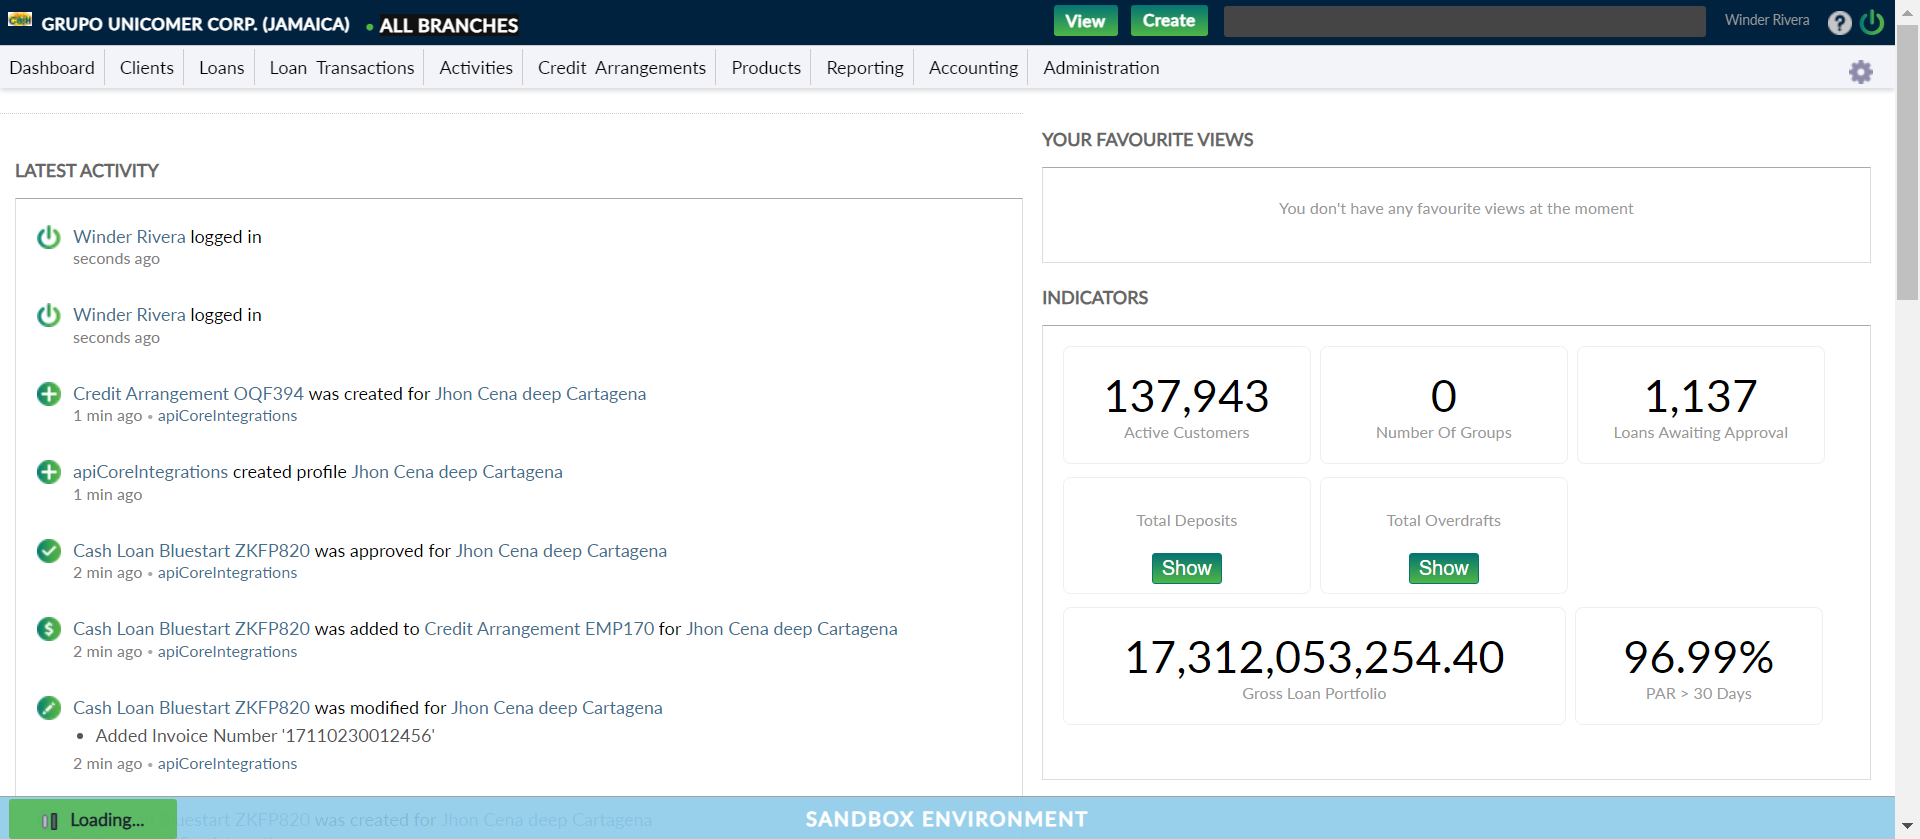 Cash
GRUPO UNICOMER CORP. (JAMAICA) • ALL BRANCHES
View
Create
Winder Rivera
?
Dashboard
Clients
Loans
Loan Transactions
Activities
Credit Arrangements
Products
Reporting
Accounting
Administration
LATEST ACTIVITY
Winder Rivera logged in
seconds ago
Winder Rivera logged in
seconds ago
Credit Arrangement OQF394 was created for Jhon Cena deep Cartagena
1 min ago • apiCoreIntegrations
apiCoreIntegrations created profile Jhon Cena deep Cartagena
1 min ago
Cash Loan Bluestart ZKFP820 was approved for Jhon Cena deep Cartagena
2 min ago • apiCoreIntegrations
$
Cash Loan Bluestart ZKFP820 was added to Credit Arrangement EMP170 for Jhon Cena deep Cartagena
2 min ago • apiCoreIntegrations
Cash Loan Bluestart ZKFP820 was modified for Jhon Cena deep Cartagena
• Added Invoice Number '17110230012456'
2 min ago • apiCoreIntegrations
uestart ZKFP820 was created for Jhon Cena deep Cartagena
Loading...
SANDBOX ENVIRONMENT
YOUR FAVOURITE VIEWS
You don't have any favourite views at the moment
INDICATORS
137,943
Active Customers
0
Number Of Groups
1,137
Loans Awaiting Approval
Total Deposits
Show
Total Overdrafts
Show
17,312,053,254.40
Gross Loan Portfolio
96.99%
PAR > 30 Days